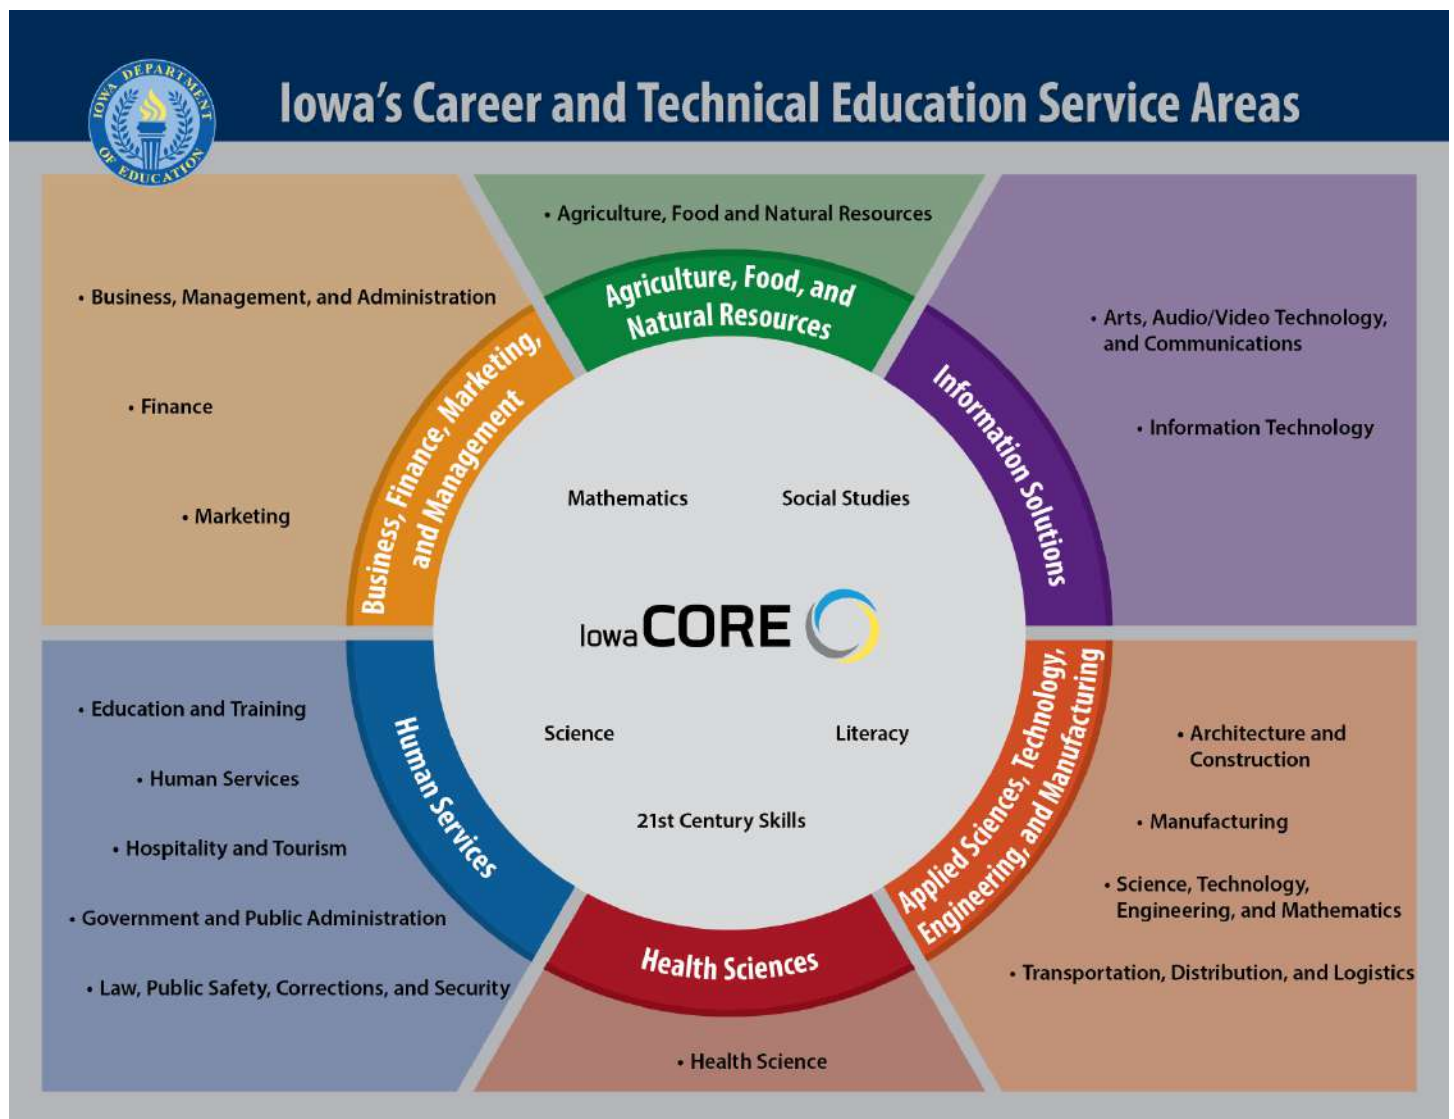 IOWA DEPARTMENT
OF EDUCATION
Iowa's Career and Technical Education Service Areas
• Agriculture, Food and Natural Resources
Agriculture, Food, and
Natural Resources
• Business, Management, and Administration
• Finance
• Marketing
Business, Finance, Marketing,
and Management
• Arts, Audio/Video Technology,
and Communications
• Information Technology
Information Solutions
Mathematics
Social Studies
Iowa CORE
Science
Literacy
21st Century Skills
• Education and Training
• Human Services
• Hospitality and Tourism
• Government and Public Administration
• Law, Public Safety, Corrections, and Security
Human Services
Applied Sciences, Technology,
Engineering, and Manufacturing
• Architecture and
Construction
• Manufacturing
• Science, Technology,
Engineering, and Mathematics
• Transportation, Distribution, and Logistics
Health Sciences
• Health Science